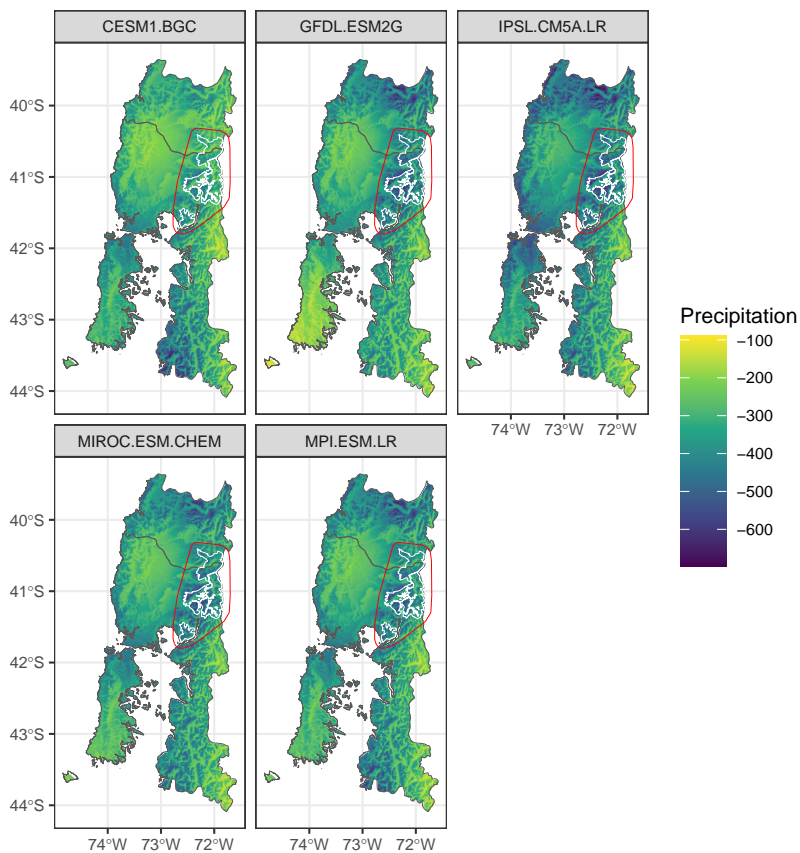 CESM1.BGC
GFDL.ESM2G
IPSL.CM5A.LR
40°S
41°S
42°S
43°S
44°S
74°W 73°W 72°W
Precipitation
−100
−200
−300
−400
−500
−600
MIROC.ESM.CHEM
MPI.ESM.LR
40°S
41°S
42°S
43°S
44°S
74°W 73°W 72°W
74°W 73°W 72°W